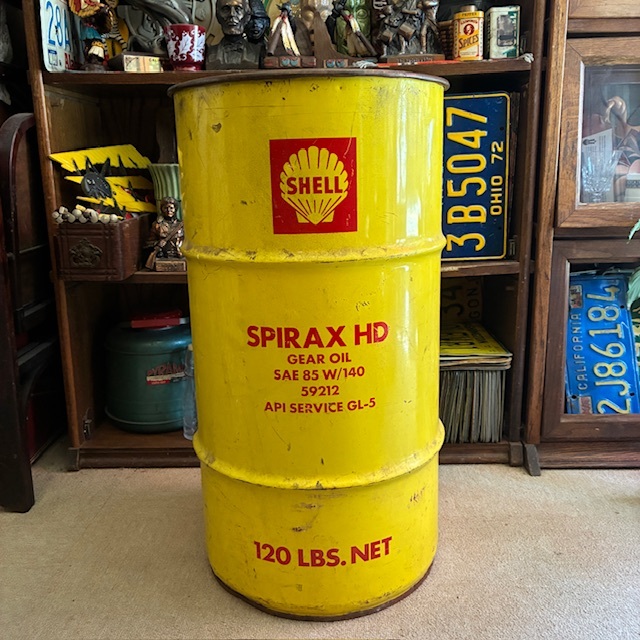 SHELL
SPIRAX HD
GEAR OIL
SAE 85 W/140
59212
API SERVICE GL-5
120 LBS. NET
3B5047
OHIO 72
CALIFORNIA
2J86184
SPICES